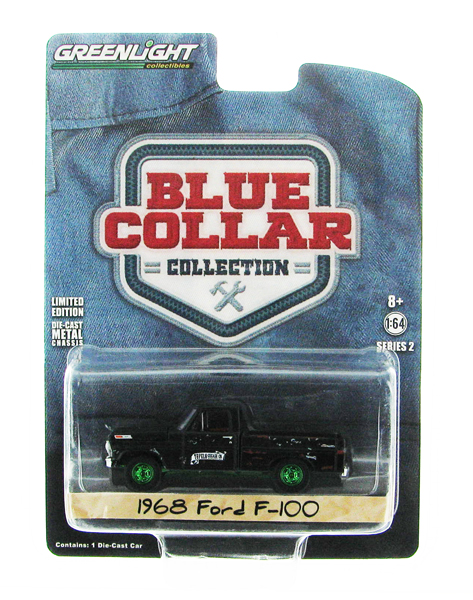 GREENLIGHT
collectibles
BLUE
COLLAR
COLLECTION
LIMITED
EDITION
DIE-CAST
METAL
CHASSIS
8+
1:64
SERIES 2
1968 Ford F-100
Contains: 1 Die-Cast Car